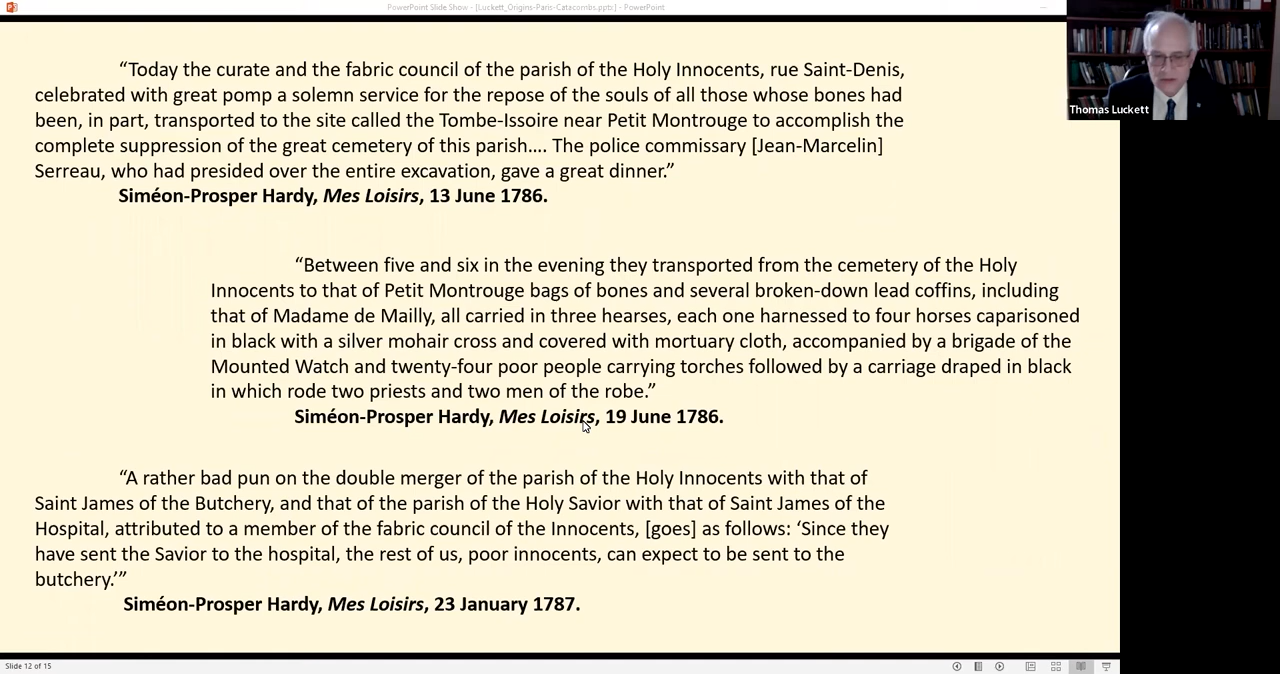 PowerPoint Slide Show - [Luckett_Origins-Paris-Catacombs.pptx] - PowerPoint
“Today the curate and the fabric council of the parish of the Holy Innocents, rue Saint-Denis,
celebrated with great pomp a solemn service for the repose of the souls of all those whose bones had
been, in part, transported to the site called the Tombe-Issoire near Petit Montrouge to accomplish the
complete suppression of the great cemetery of this parish…. The police commissary [Jean-Marcelin]
Serreau, who had presided over the entire excavation, gave a great dinner.”
Siméon-Prosper Hardy, Mes Loisirs, 13 June 1786.
“Between five and six in the evening they transported from the cemetery of the Holy
Innocents to that of Petit Montrouge bags of bones and several broken-down lead coffins, including
that of Madame de Mailly, all carried in three hearses, each one harnessed to four horses caparisoned
in black with a silver mohair cross and covered with mortuary cloth, accompanied by a brigade of the
Mounted Watch and twenty-four poor people carrying torches followed by a carriage draped in black
in which rode two priests and two men of the robe.”
Siméon-Prosper Hardy, Mes Loisirs, 19 June 1786.
“A rather bad pun on the double merger of the parish of the Holy Innocents with that of
Saint James of the Butchery, and that of the parish of the Holy Savior with that of Saint James of the
Hospital, attributed to a member of the fabric council of the Innocents, [goes] as follows: ‘Since they
have sent the Savior to the hospital, the rest of us, poor innocents, can expect to be sent to the
butchery.’”
Siméon-Prosper Hardy, Mes Loisirs, 23 January 1787.
Thomas Luckett
Slide 12 of 15